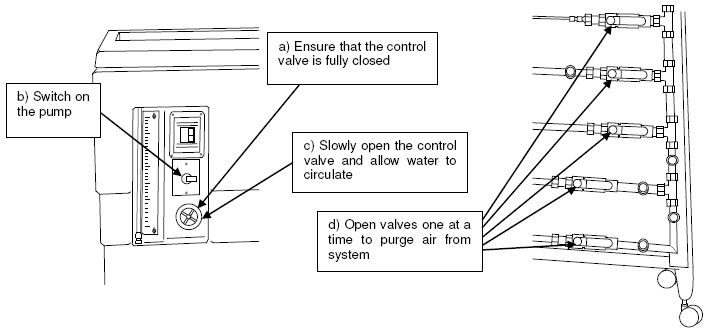 a) Ensure that the control
valve is fully closed
b) Switch on
the pump
c) Slowly open the control
valve and allow water to
circulate
d) Open valves one at a
time to purge air from
system